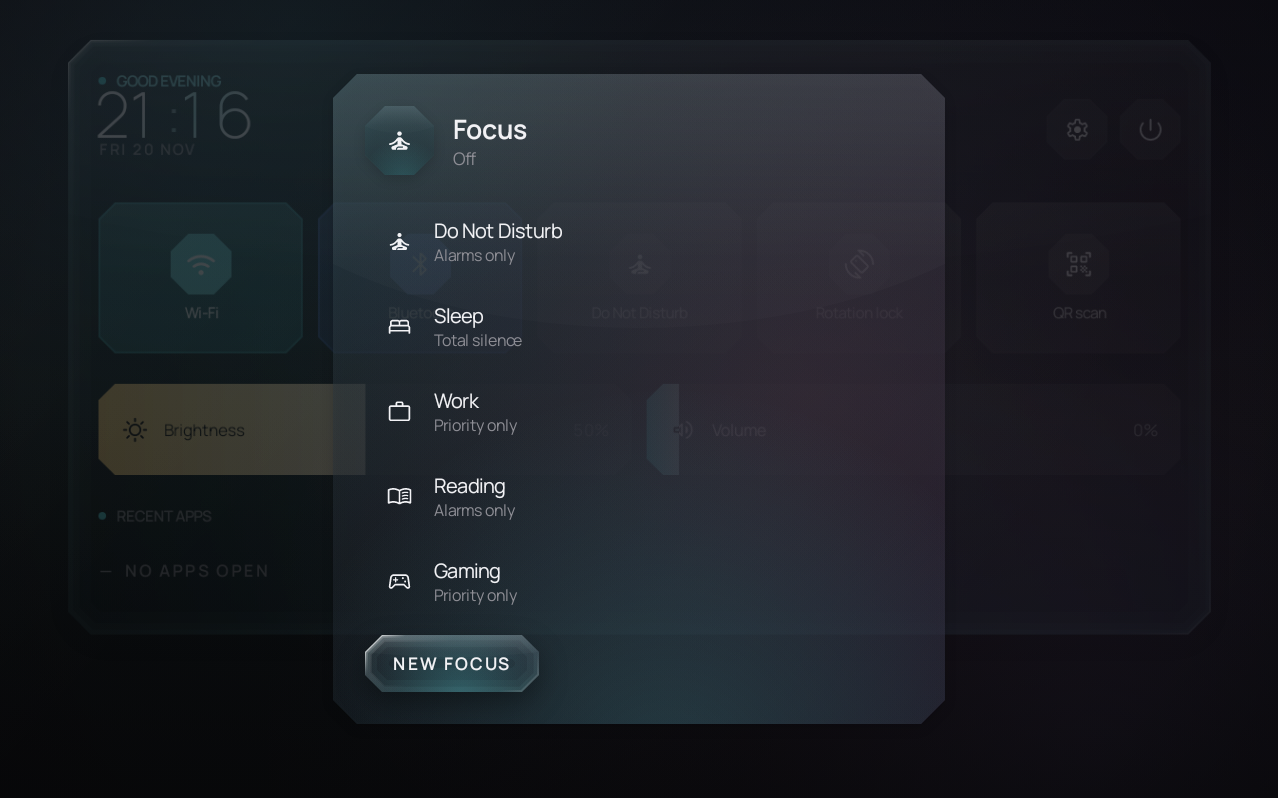 GOOD EVENING
21:16
FRI 20 NOV
Focus
Off
Do Not Disturb
Alarms only
Sleep
Total silence
Work
Priority only
Reading
Alarms only
Gaming
Priority only
NEW FOCUS
Wi-Fi
Do Not Disturb
Rotation lock
QR scan
Brightness
50%
Volume
0%
RECENT APPS
— NO APPS OPEN